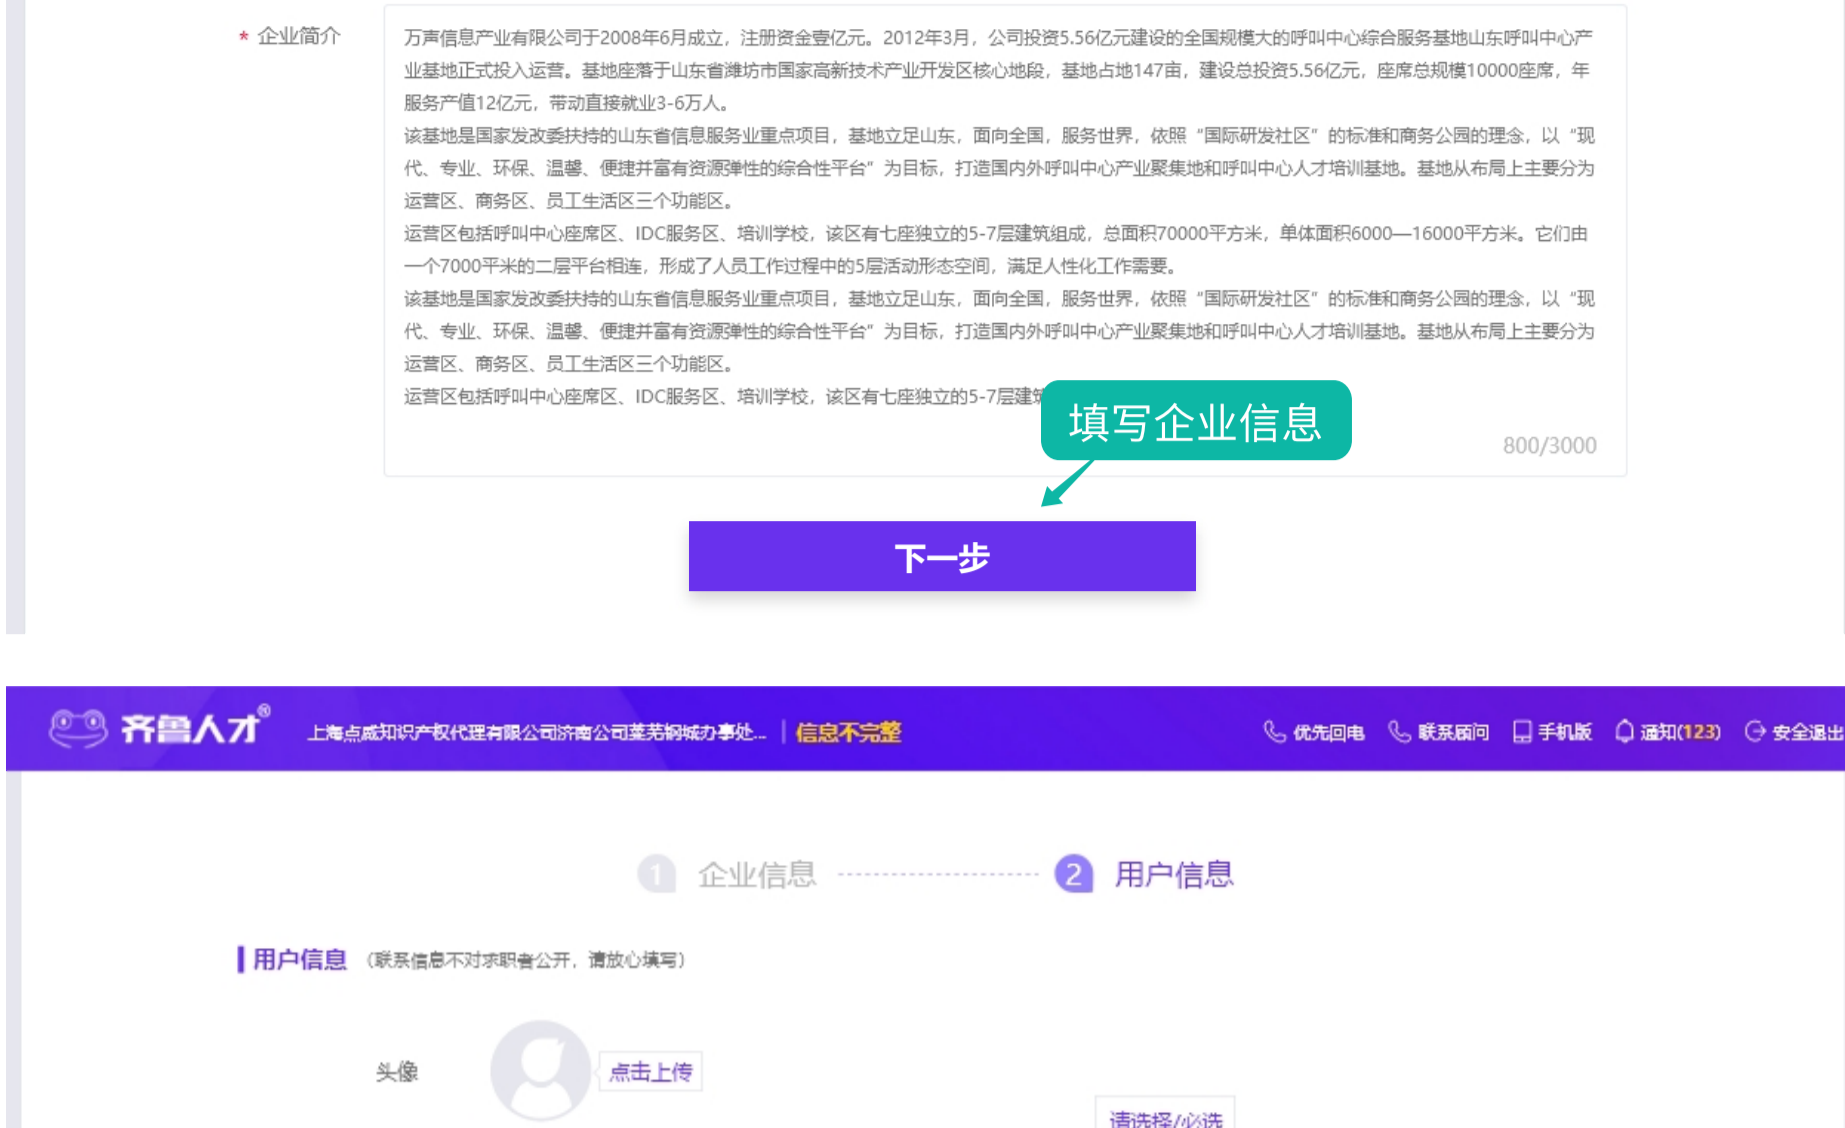 * 企业简介
万声信息产业有限公司于2008年6月成立，注册资金壹亿元。2012年3月，公司投资5.56亿元建设的全国规模大的呼叫中心综合服务基地山东呼叫中心产
业基地正式投入运营。基地座落于山东省潍坊市国家高新技术产业开发区核心地段，基地占地147亩，建设总投资5.56亿元，座席总规模10000座席，年
服务产值12亿元，带动直接就业3-6万人。
该基地是国家发改委扶持的山东省信息服务业重点项目，基地立足山东，面向全国，服务世界，依照“国际研发社区”的标准和商务公园的理念，以“现
代、专业、环保、温馨、便捷并富有资源弹性的综合性平台”为目标，打造国内外呼叫中心产业聚集地和呼叫中心人才培训基地。基地从布局上主要分为
运营区、商务区、员工生活区三个功能区。
运营区包括呼叫中心座席区、IDC服务区、培训学校，该区有七座独立的5-7层建筑组成，总面积70000平方米，单体面积6000—16000平方米。它们由
一个7000平米的二层平台相连，形成了人员工作过程中的5层活动形态空间，满足人性化工作需要。
该基地是国家发改委扶持的山东省信息服务业重点项目，基地立足山东，面向全国，服务世界，依照“国际研发社区”的标准和商务公园的理念，以“现
代、专业、环保、温馨、便捷并富有资源弹性的综合性平台”为目标，打造国内外呼叫中心产业聚集地和呼叫中心人才培训基地。基地从布局上主要分为
运营区、商务区、员工生活区三个功能区。
运营区包括呼叫中心座席区、IDC服务区、培训学校，该区有七座独立的5-7层建筑
填写企业信息
800/3000
下一步
齐鲁人才® 上海点威知识产权代理有限公司济南公司莱芜钢城办事处... | 信息不完整 优先回电 联系顾问 手机版 通知(123) 安全退出
1 企业信息 2 用户信息
用户信息 （联系信息不对求职者公开，请放心填写）
头像 点击上传
请选择/必选